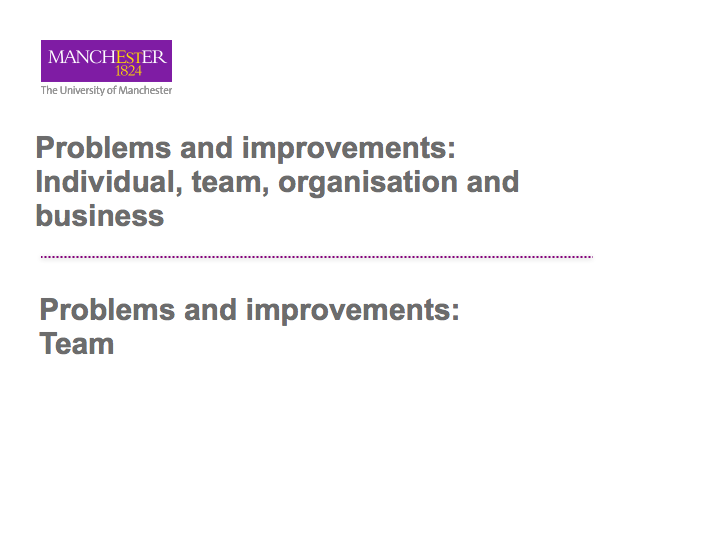 MANCHESTER
1824
The University of Manchester
Problems and improvements:
Individual, team, organisation and
business
Problems and improvements:
Team